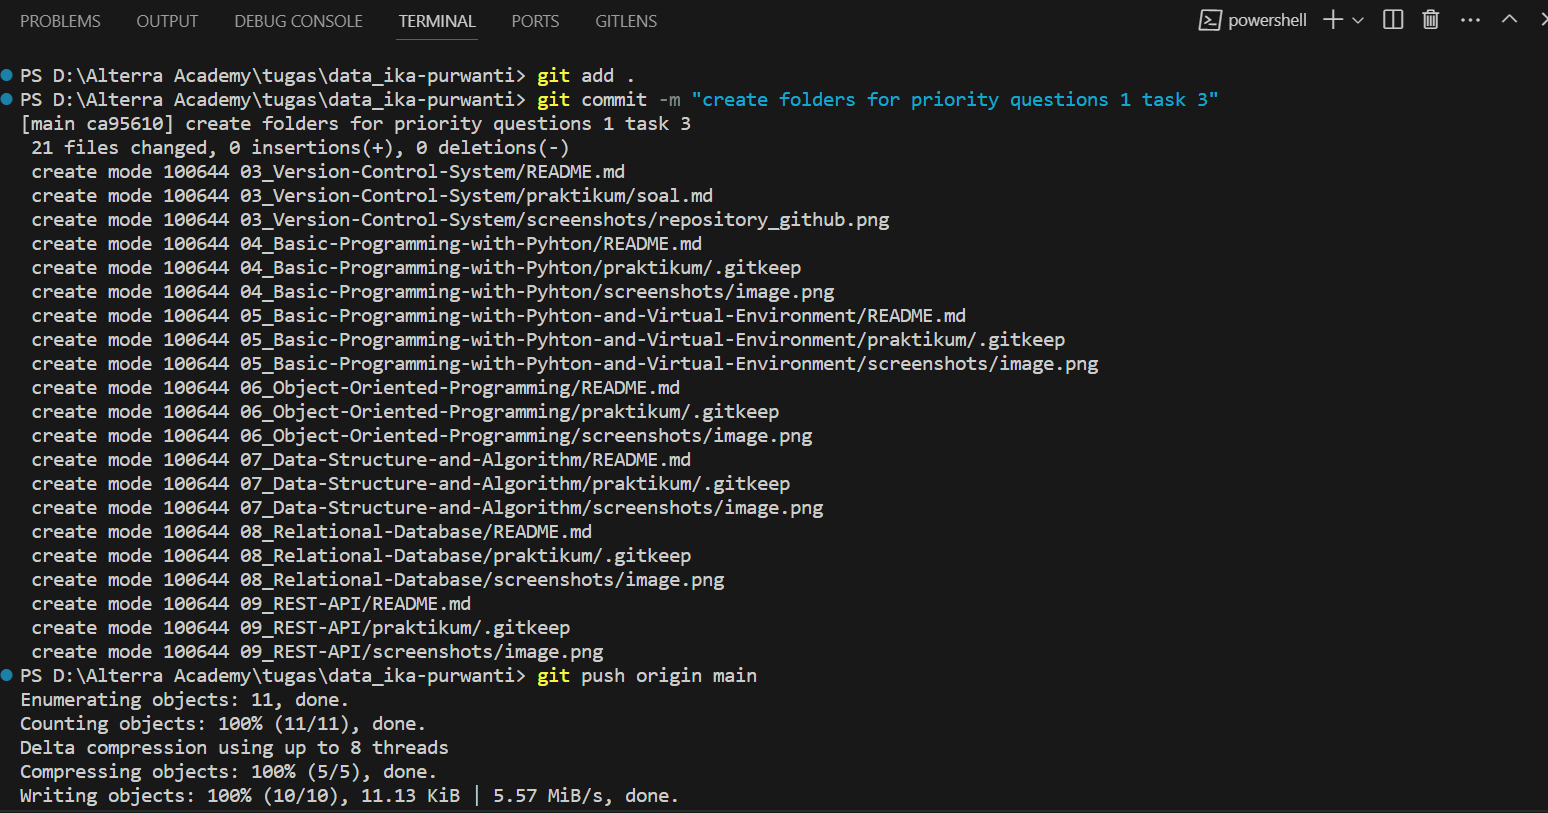 PROBLEMS OUTPUT DEBUG CONSOLE TERMINAL PORTS GITLENS powershell
PS D:\Alterra Academy\tugas\data_ika-purwanti> git add .
PS D:\Alterra Academy\tugas\data_ika-purwanti> git commit -m "create folders for priority questions 1 task 3"
[main ca95610] create folders for priority questions 1 task 3
 21 files changed, 0 insertions(+), 0 deletions(-)
 create mode 100644 03_Version-Control-System/README.md
 create mode 100644 03_Version-Control-System/praktikum/soal.md
 create mode 100644 03_Version-Control-System/screenshots/repository_github.png
 create mode 100644 04_Basic-Programming-with-Pyhton/README.md
 create mode 100644 04_Basic-Programming-with-Pyhton/praktikum/.gitkeep
 create mode 100644 04_Basic-Programming-with-Pyhton/screenshots/image.png
 create mode 100644 05_Basic-Programming-with-Pyhton-and-Virtual-Environment/README.md
 create mode 100644 05_Basic-Programming-with-Pyhton-and-Virtual-Environment/praktikum/.gitkeep
 create mode 100644 05_Basic-Programming-with-Pyhton-and-Virtual-Environment/screenshots/image.png
 create mode 100644 06_Object-Oriented-Programming/README.md
 create mode 100644 06_Object-Oriented-Programming/praktikum/.gitkeep
 create mode 100644 06_Object-Oriented-Programming/screenshots/image.png
 create mode 100644 07_Data-Structure-and-Algorithm/README.md
 create mode 100644 07_Data-Structure-and-Algorithm/praktikum/.gitkeep
 create mode 100644 07_Data-Structure-and-Algorithm/screenshots/image.png
 create mode 100644 08_Relational-Database/README.md
 create mode 100644 08_Relational-Database/praktikum/.gitkeep
 create mode 100644 08_Relational-Database/screenshots/image.png
 create mode 100644 09_REST-API/README.md
 create mode 100644 09_REST-API/praktikum/.gitkeep
 create mode 100644 09_REST-API/screenshots/image.png
PS D:\Alterra Academy\tugas\data_ika-purwanti> git push origin main
Enumerating objects: 11, done.
Counting objects: 100% (11/11), done.
Delta compression using up to 8 threads
Compressing objects: 100% (5/5), done.
Writing objects: 100% (10/10), 11.13 KiB | 5.57 MiB/s, done.